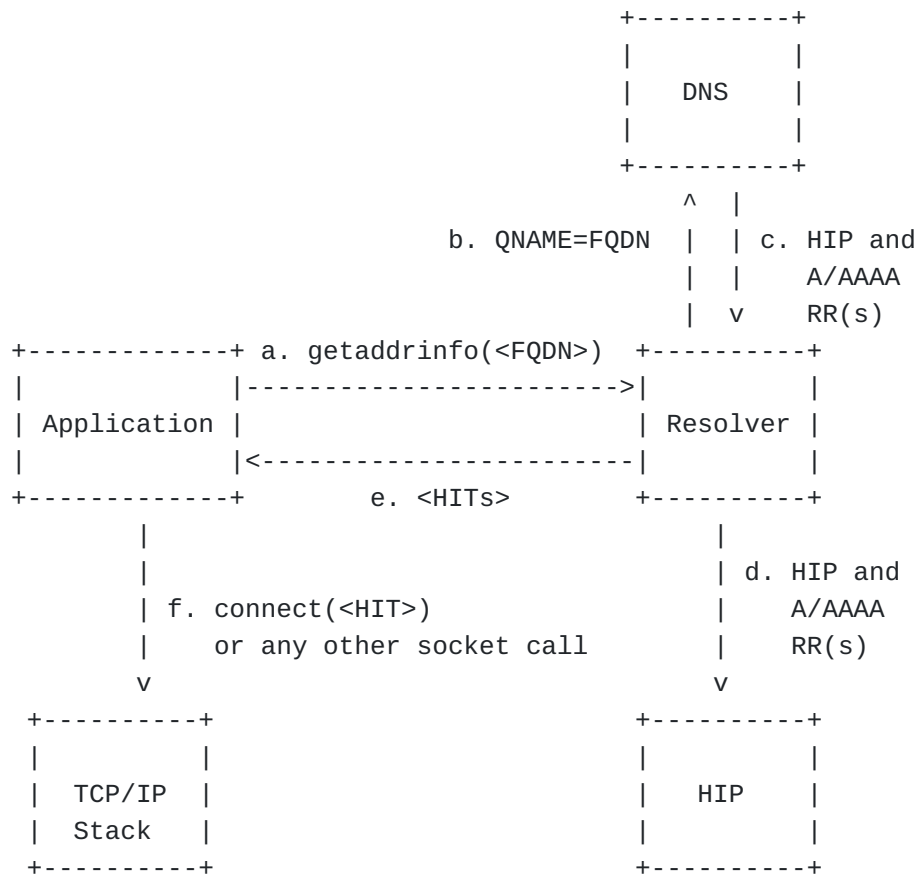 DNS
b. QNAME=FQDN
c. HIP and
A/AAAA
RR(s)
a. getaddrinfo(<FQDN>)
Application
Resolver
e. <HITs>
d. HIP and
A/AAAA
RR(s)
f. connect(<HIT>)
or any other socket call
TCP/IP
Stack
HIP